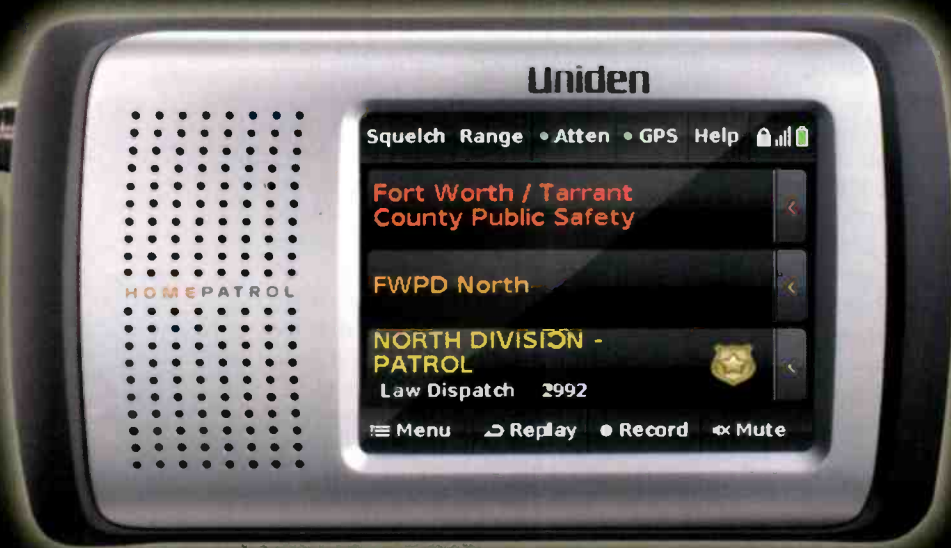 Uniden
Squelch Range • Atten • GPS Help
Fort Worth / Tarrant
County Public Safety
HOMEPATROL
FWPD North
NORTH DIVISION -
PATROL
Law Dispatch 2992
Menu Replay Record Mute